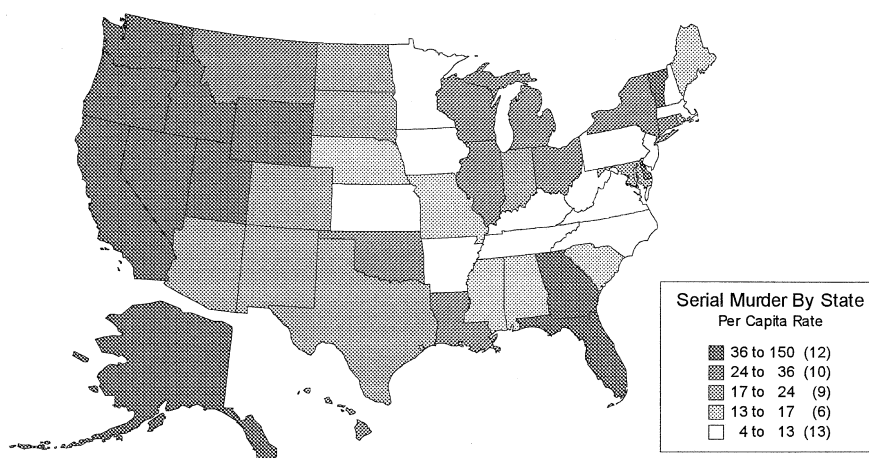 Serial Murder By State
Per Capita Rate
36 to 150 (12)
24 to 36 (10)
17 to 24 (9)
13 to 17 (6)
4 to 13 (13)